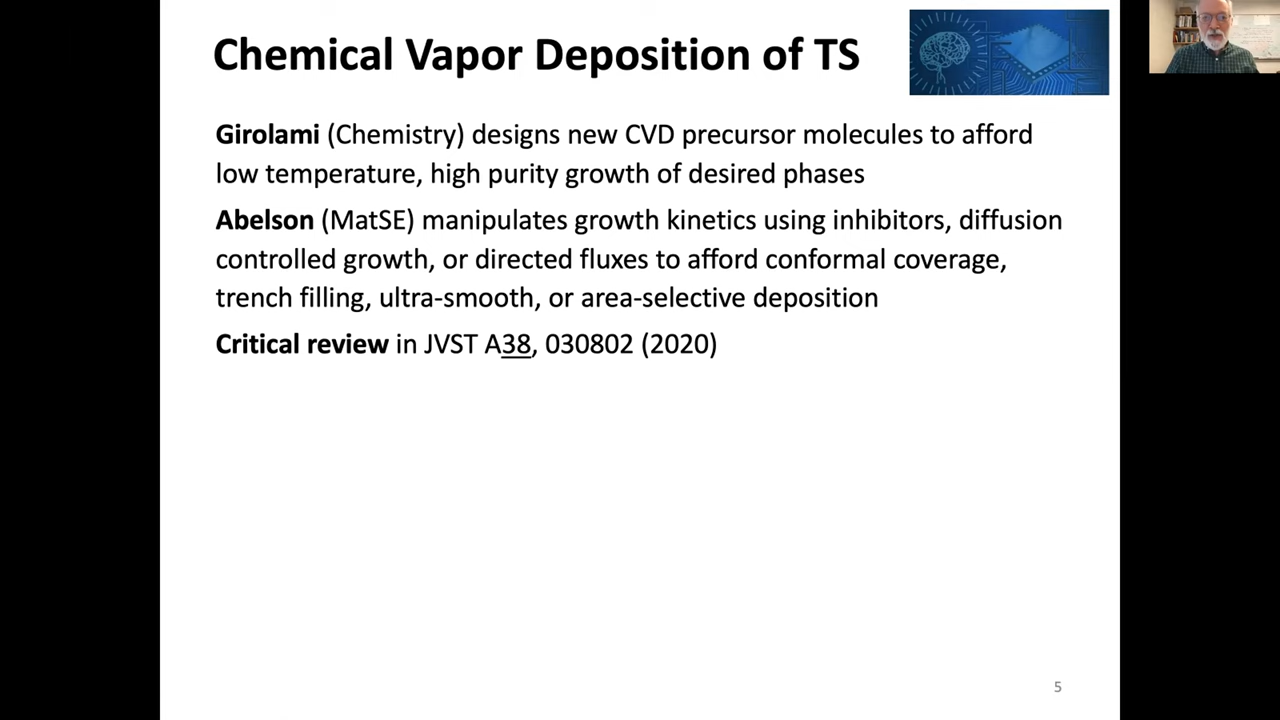 Chemical Vapor Deposition of TS
Girolami (Chemistry) designs new CVD precursor molecules to afford
low temperature, high purity growth of desired phases
Abelson (MatSE) manipulates growth kinetics using inhibitors, diffusion
controlled growth, or directed fluxes to afford conformal coverage,
trench filling, ultra-smooth, or area-selective deposition
Critical review in JVST A38, 030802 (2020)
5